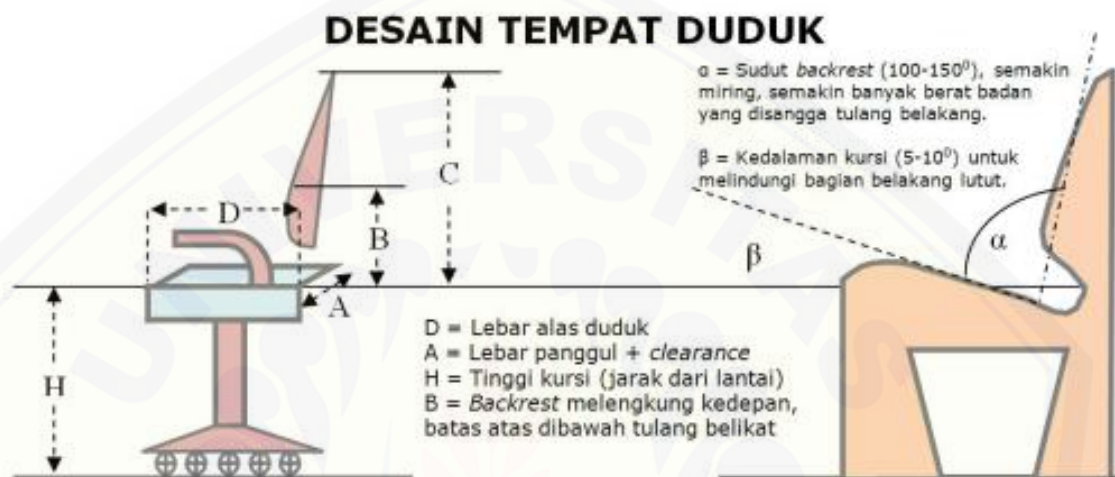 DESAIN TEMPAT DUDUK
α = Sudut backrest (100-150⁰), semakin
miring, semakin banyak berat badan
yang disangga tulang belakang.
β = Kedalaman kursi (5-10⁰) untuk
melindungi bagian belakang lutut.
C
D
B
A
H
β
α
D = Lebar alas duduk
A = Lebar panggul + clearance
H = Tinggi kursi (jarak dari lantai)
B = Backrest melengkung kedepan,
batas atas dibawah tulang belikat
UNIVERSITAS